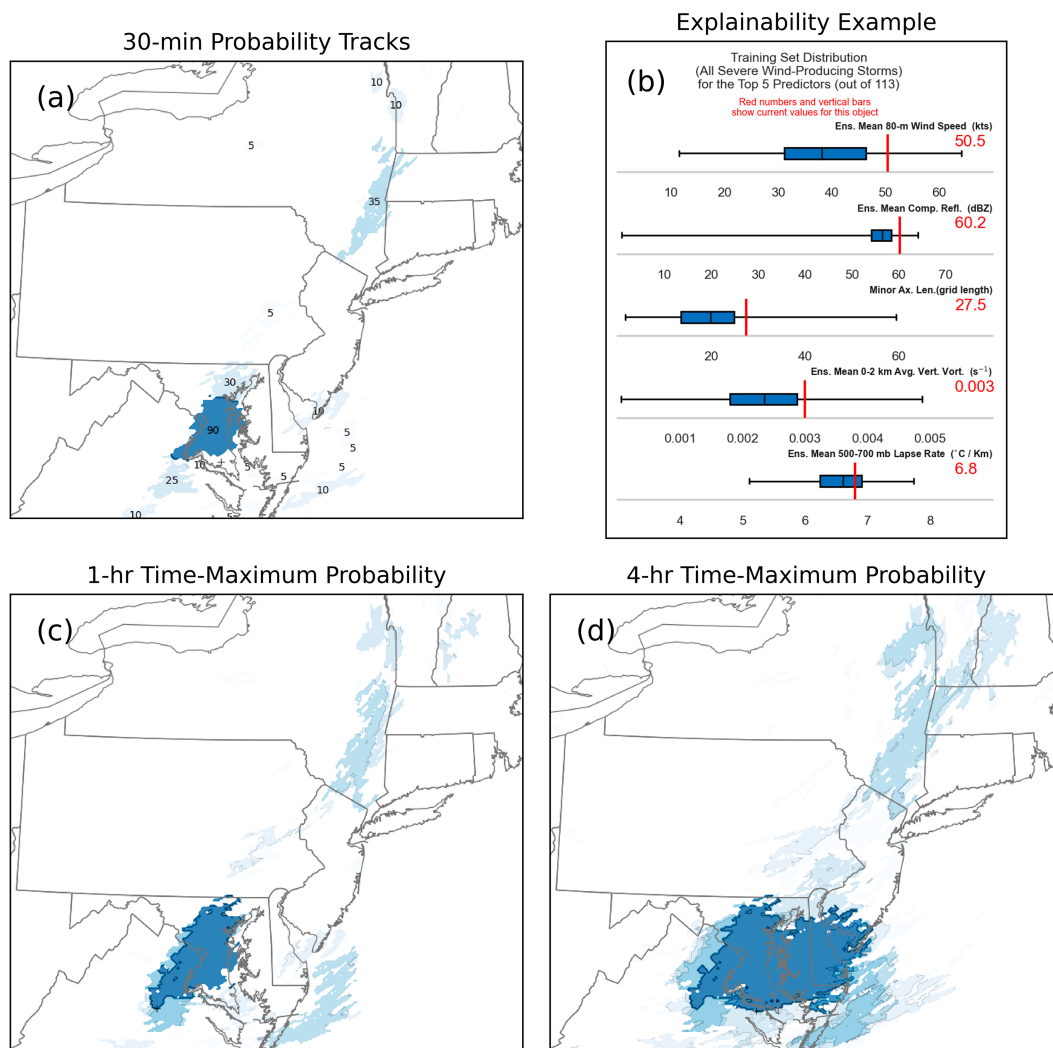 30-min Probability Tracks
(a)
10
10
5
35
5
30
90
10
10
5
5
5
5
5
25
10
10
5
Explainability Example
(b)
Training Set Distribution
(All Severe Wind-Producing Storms)
for the Top 5 Predictors (out of 113)
Red numbers and vertical bars
show current values for this object
Ens. Mean 80-m Wind Speed (kts)
50.5
10 20 30 40 50 60
Ens. Mean Comp. Refl. (dBZ)
60.2
10 20 30 40 50 60 70
Minor Ax. Len.(grid length)
27.5
20 40 60
Ens. Mean 0-2 km Avg. Vert. Vort. (s⁻¹)
0.003
0.001 0.002 0.003 0.004 0.005
Ens. Mean 500-700 mb Lapse Rate (°C / Km)
6.8
4 5 6 7 8
1-hr Time-Maximum Probability
(c)
4-hr Time-Maximum Probability
(d)